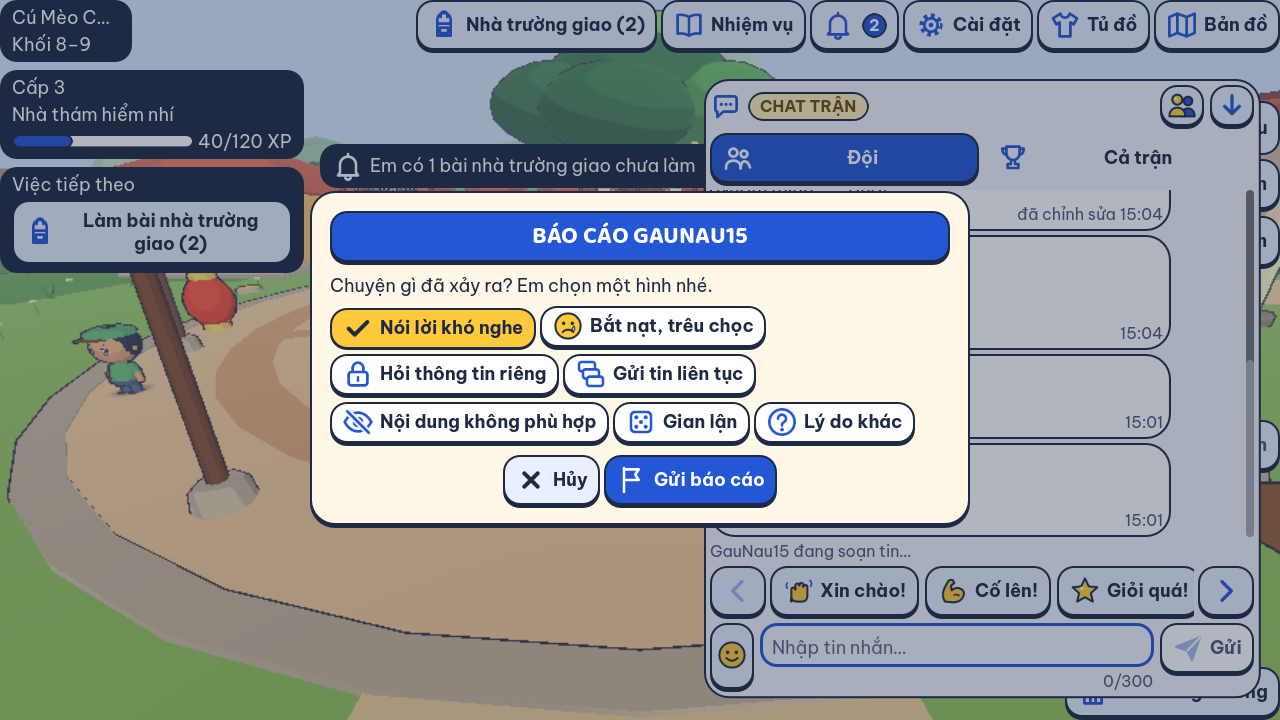 Cú Mèo C...
Khối 8–9
Nhà trường giao (2)
Nhiệm vụ
2
Cài đặt
Tủ đồ
Bản đồ
Cấp 3
Nhà thám hiểm nhí
40/120 XP
Việc tiếp theo
Làm bài nhà trường
giao (2)
Em có 1 bài nhà trường giao chưa làm
CHAT TRẬN
Đội
Cả trận
đã chỉnh sửa 15:04
15:04
15:01
15:01
BÁO CÁO GAUNAU15
Chuyện gì đã xảy ra? Em chọn một hình nhé.
Nói lời khó nghe
Bắt nạt, trêu chọc
Hỏi thông tin riêng
Gửi tin liên tục
Nội dung không phù hợp
Gian lận
Lý do khác
Hủy
Gửi báo cáo
GauNau15 đang soạn tin...
Xin chào!
Cố lên!
Giỏi quá!
Nhập tin nhắn...
Gửi
0/300